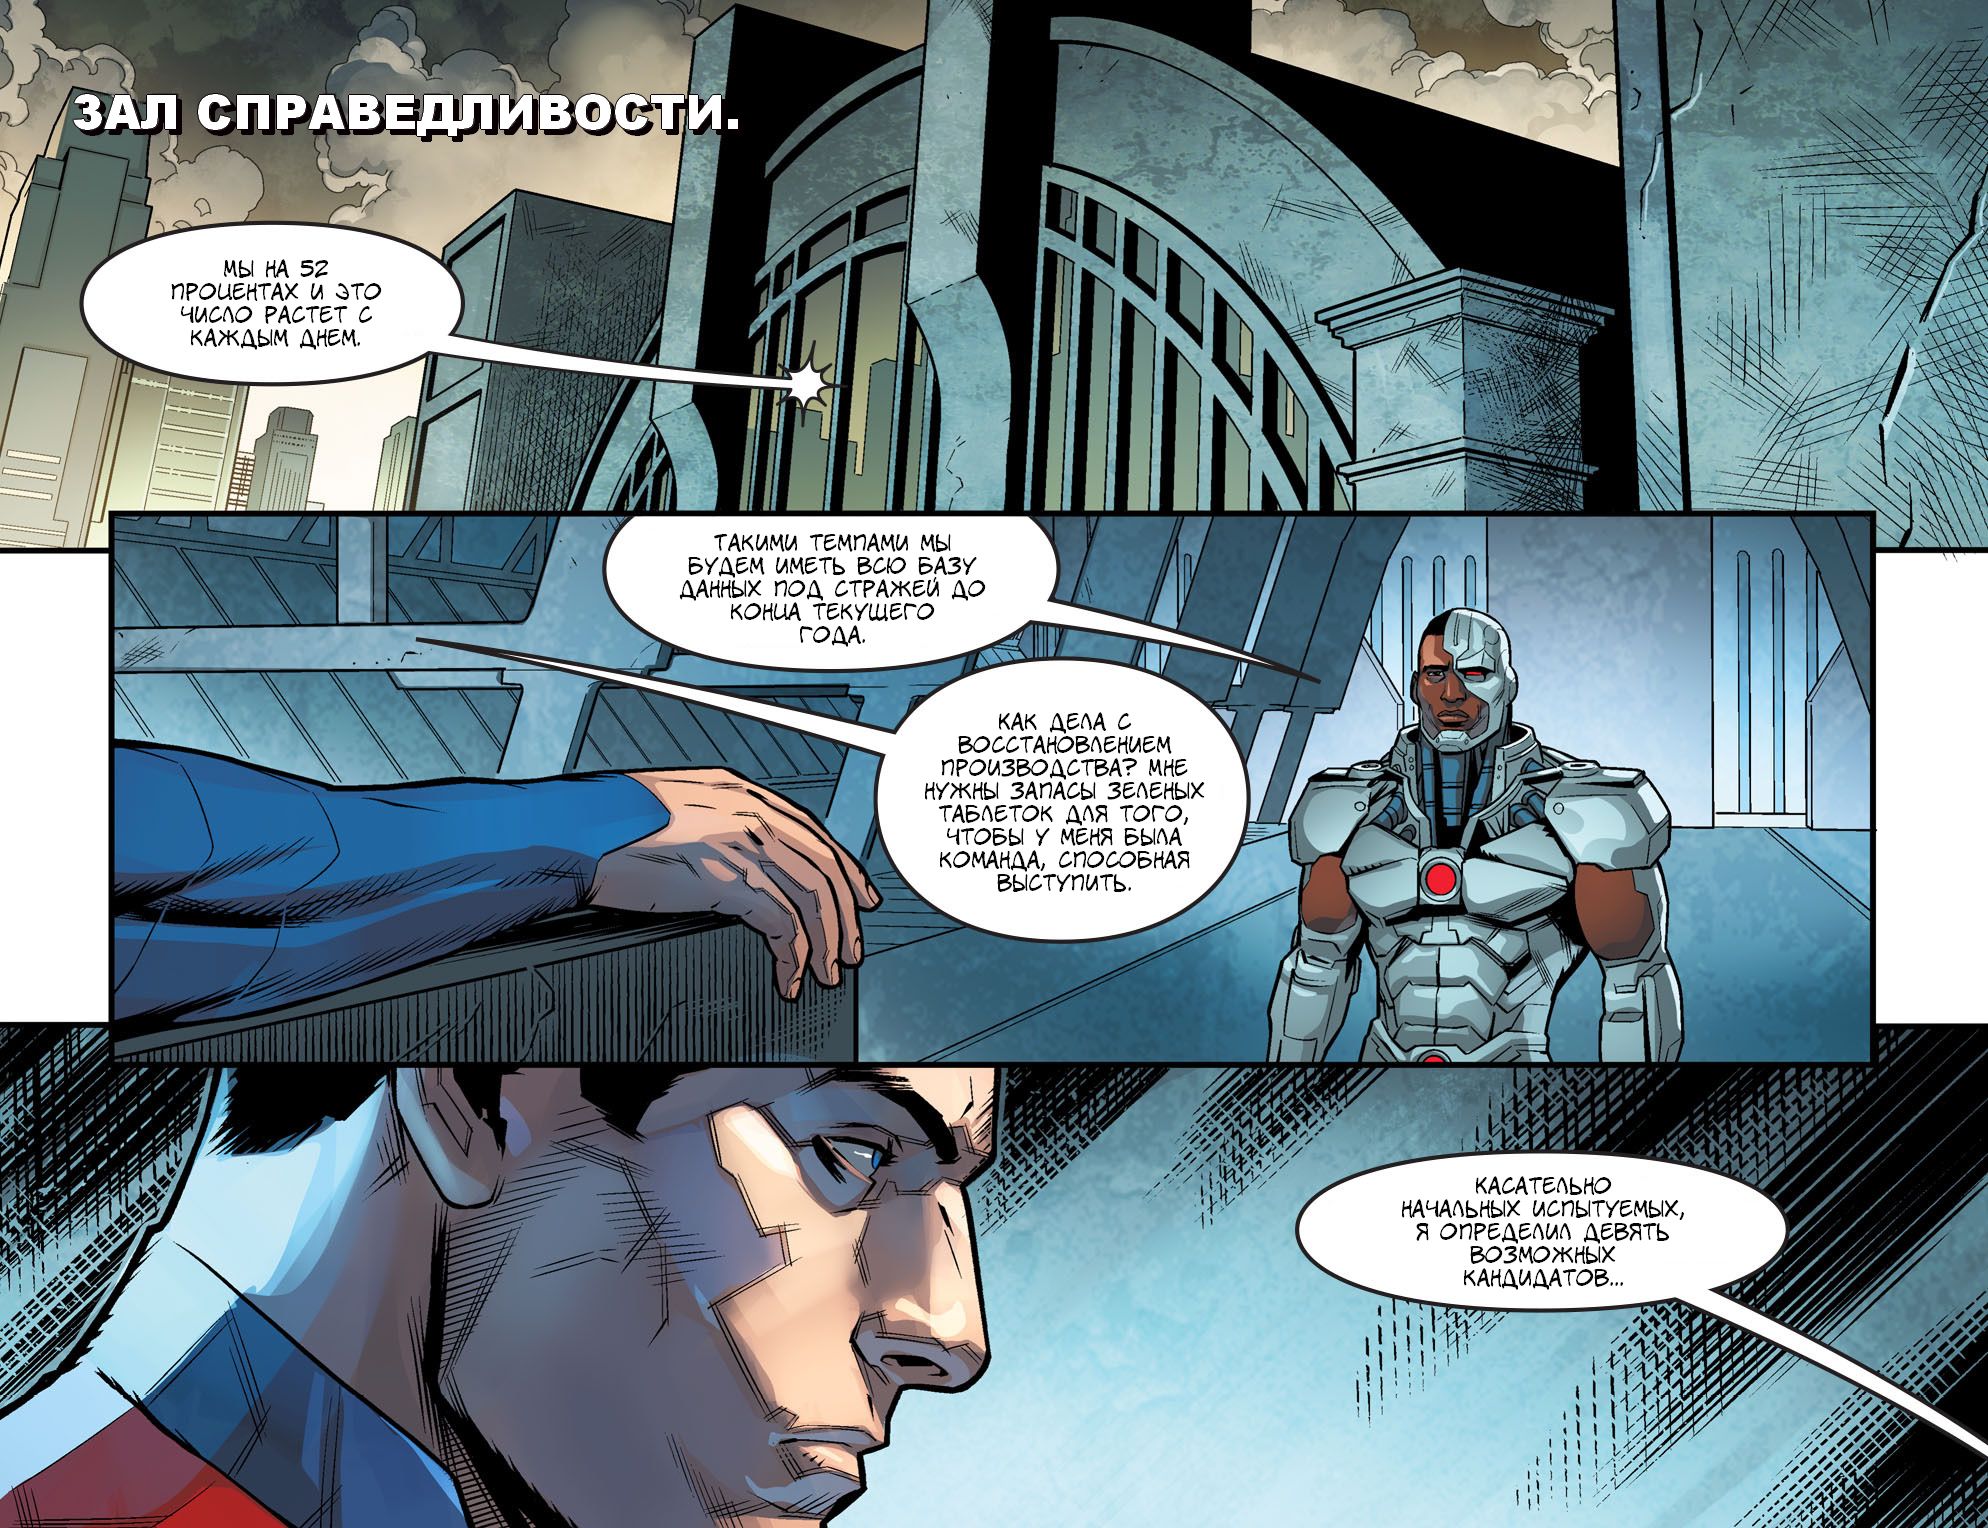 ЗАЛ СПРАВЕДЛИВОСТИ.
МЫ НА 52
ПРОЦЕНТАХ И ЭТО
ЧИСЛО РАСТЕТ С
КАЖДЫМ ДНЕМ.
ТАКИМИ ТЕМПАМИ МЫ
БУДЕМ ИМЕТЬ ВСЮ БАЗУ
ДАННЫХ ПОД СТРАЖЕЙ ДО
КОНЦА ТЕКУЩЕГО
ГОДА.
КАК ДЕЛА С
ВОССТАНОВЛЕНИЕМ
ПРОИЗВОДСТВА? МНЕ
НУЖНЫ ЗАПАСЫ ЗЕЛЕНЫХ
ТАБЛЕТОК ДЛЯ ТОГО,
ЧТОБЫ У МЕНЯ БЫЛА
КОМАНДА, СПОСОБНАЯ
ВЫСТУПИТЬ.
КАСАТЕЛЬНО
НАЧАЛЬНЫХ ИСПЫТУЕМЫХ,
Я ОПРЕДЕЛИЛ ДЕВЯТЬ
ВОЗМОЖНЫХ
КАНДИДАТОВ...